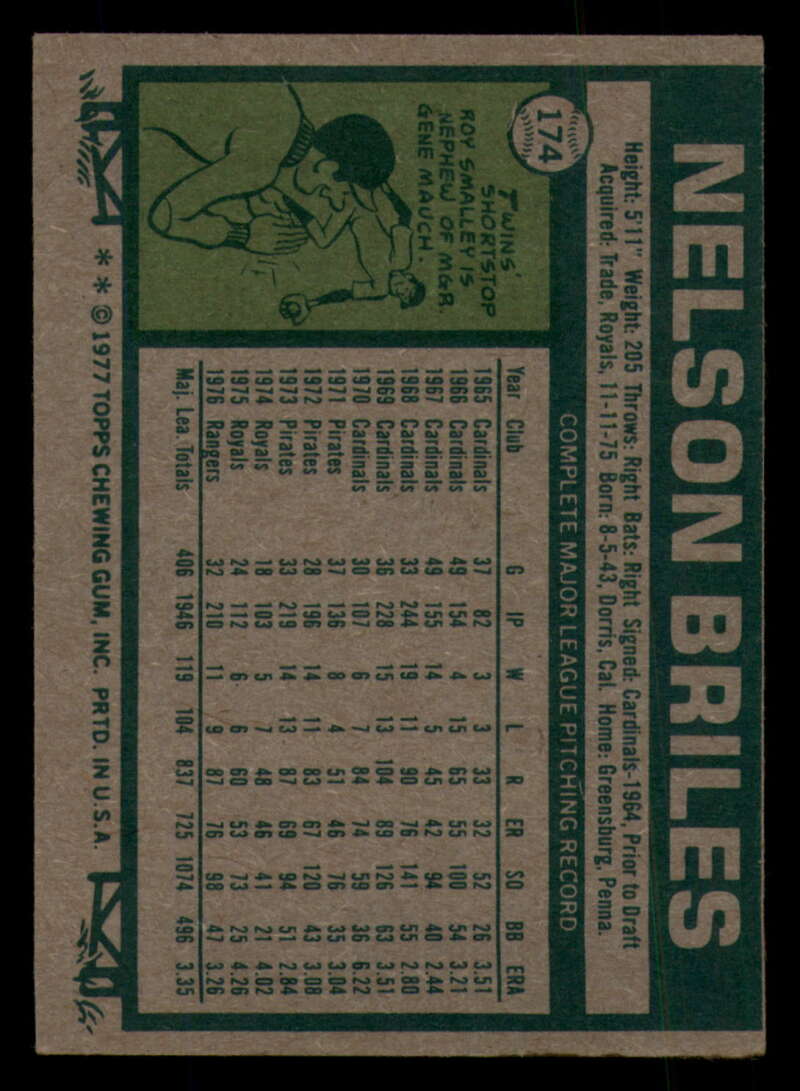 NELSON BRILES
Height: 5'11" Weight: 205 Throws: Right Bats: Right Signed: Cardinals-1964, Prior to Draft
Acquired: Trade, Royals, 11-11-75 Born: 8-5-43, Dorris, Cal. Home: Greensburg, Penna.
174
TWINS'
SHORTSTOP
ROY SMALLEY IS
NEPHEW OF MGR.
GENE MAUCH.
COMPLETE MAJOR LEAGUE PITCHING RECORD
Year Club G IP W L R ER SO BB ERA
1965 Cardinals 37 82 3 3 33 32 52 26 3.51
1966 Cardinals 49 154 4 15 65 55 100 54 3.21
1967 Cardinals 49 155 14 5 45 42 94 40 2.44
1968 Cardinals 33 244 19 11 90 76 141 55 2.80
1969 Cardinals 36 228 15 13 104 89 126 63 3.51
1970 Cardinals 30 107 6 7 84 74 59 36 6.22
1971 Pirates 37 136 8 4 51 46 76 35 3.04
1972 Pirates 28 196 14 11 83 67 120 43 3.08
1973 Pirates 33 219 14 13 87 69 94 51 2.84
1974 Royals 18 103 5 7 48 46 41 21 4.02
1975 Royals 24 112 6 6 60 53 73 25 4.26
1976 Rangers 32 210 11 9 87 76 98 47 3.26
Maj. Lea. Totals 406 1946 119 104 837 725 1074 496 3.35
* * © 1977 TOPPS CHEWING GUM, INC. PRTD. IN U.S.A.